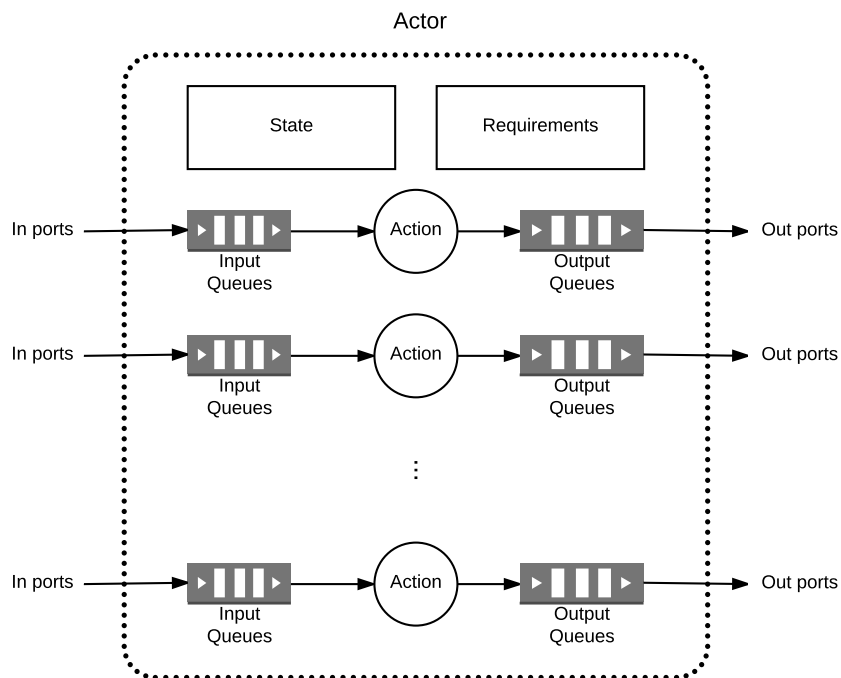 Actor
State
Requirements
In ports
Action
Out ports
Input
Queues
Output
Queues
In ports
Action
Out ports
Input
Queues
Output
Queues
⋮
In ports
Action
Out ports
Input
Queues
Output
Queues